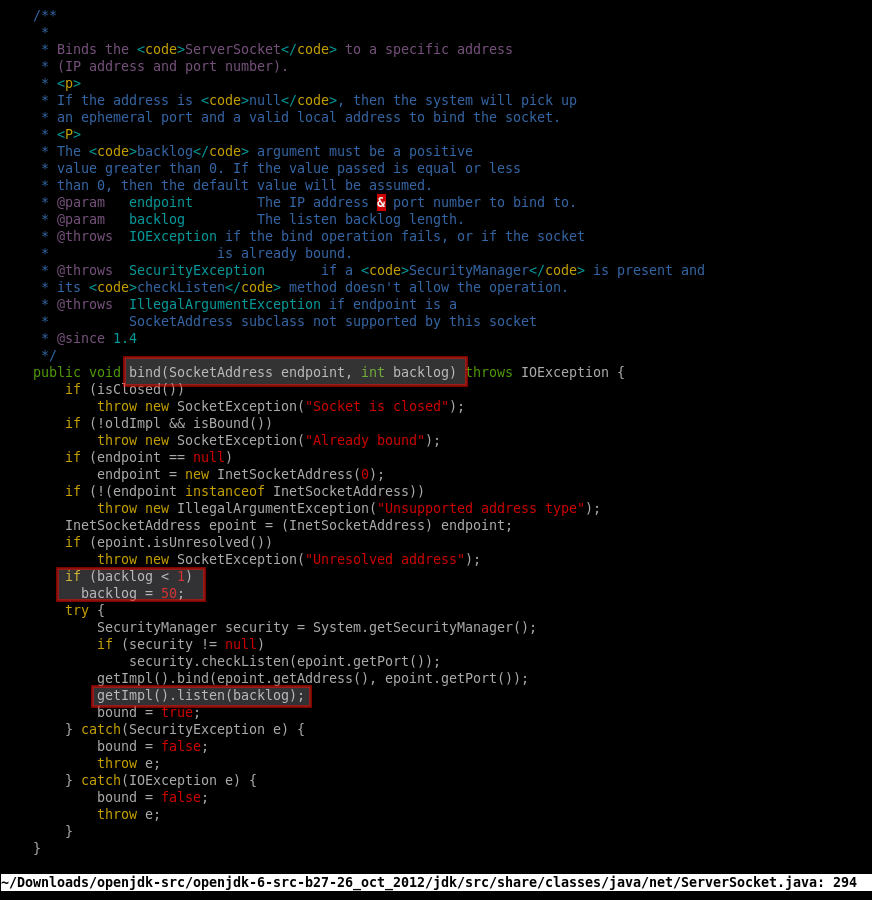 /**
 *
 * Binds the <code>ServerSocket</code> to a specific address
 * (IP address and port number).
 * <p>
 * If the address is <code>null</code>, then the system will pick up
 * an ephemeral port and a valid local address to bind the socket.
 * <P>
 * The <code>backlog</code> argument must be a positive
 * value greater than 0. If the value passed is equal or less
 * than 0, then the default value will be assumed.
 * @param   endpoint        The IP address & port number to bind to.
 * @param   backlog         The listen backlog length.
 * @throws  IOException if the bind operation fails, or if the socket
 *                     is already bound.
 * @throws  SecurityException       if a <code>SecurityManager</code> is present and
 * its <code>checkListen</code> method doesn't allow the operation.
 * @throws  IllegalArgumentException if endpoint is a
 *          SocketAddress subclass not supported by this socket
 * @since 1.4
 */
public void bind(SocketAddress endpoint, int backlog) throws IOException {
    if (isClosed())
        throw new SocketException("Socket is closed");
    if (!oldImpl && isBound())
        throw new SocketException("Already bound");
    if (endpoint == null)
        endpoint = new InetSocketAddress(0);
    if (!(endpoint instanceof InetSocketAddress))
        throw new IllegalArgumentException("Unsupported address type");
    InetSocketAddress epoint = (InetSocketAddress) endpoint;
    if (epoint.isUnresolved())
        throw new SocketException("Unresolved address");
    if (backlog < 1)
      backlog = 50;
    try {
        SecurityManager security = System.getSecurityManager();
        if (security != null)
            security.checkListen(epoint.getPort());
        getImpl().bind(epoint.getAddress(), epoint.getPort());
        getImpl().listen(backlog);
        bound = true;
    } catch(SecurityException e) {
        bound = false;
        throw e;
    } catch(IOException e) {
        bound = false;
        throw e;
    }
}
~/Downloads/openjdk-src/openjdk-6-src-b27-26_oct_2012/jdk/src/share/classes/java/net/ServerSocket.java: 294